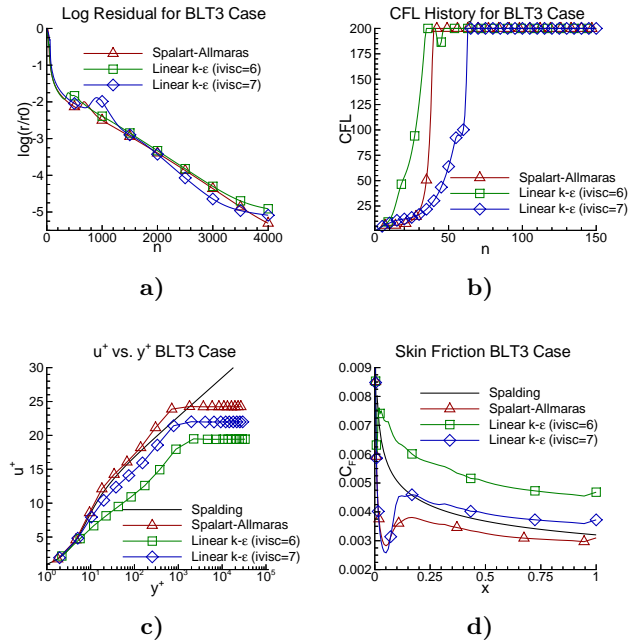 Log Residual for BLT3 Case
0
-1
-2
-3
-4
-5
log(r/r0)
Spalart-Allmaras
Linear k-ε (ivisc=6)
Linear k-ε (ivisc=7)
0 1000 2000 3000 4000
n
a)
CFL History for BLT3 Case
200
175
150
125
100
75
50
25
0
CFL
Spalart-Allmaras
Linear k-ε (ivisc=6)
Linear k-ε (ivisc=7)
0 50 100 150
n
b)
u+ vs. y+ BLT3 Case
30
25
20
15
10
5
u+
Spalding
Spalart-Allmaras
Linear k-ε (ivisc=6)
Linear k-ε (ivisc=7)
10^0 10^1 10^2 10^3 10^4 10^5
y+
c)
Skin Friction BLT3 Case
0.009
0.008
0.007
0.006
0.005
0.004
0.003
0.002
C_F
Spalding
Spalart-Allmaras
Linear k-ε (ivisc=6)
Linear k-ε (ivisc=7)
0 0.25 0.5 0.75 1
x
d)